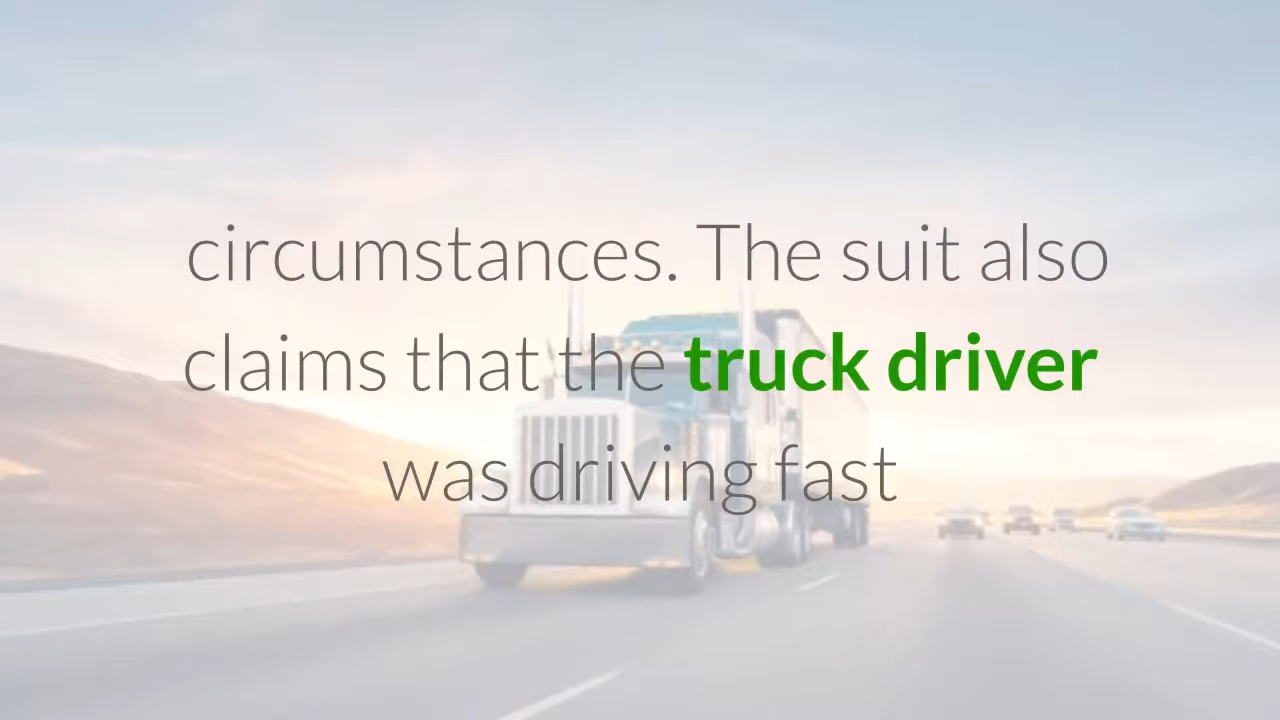 circumstances. The suit also
claims that the truck driver
was driving fast